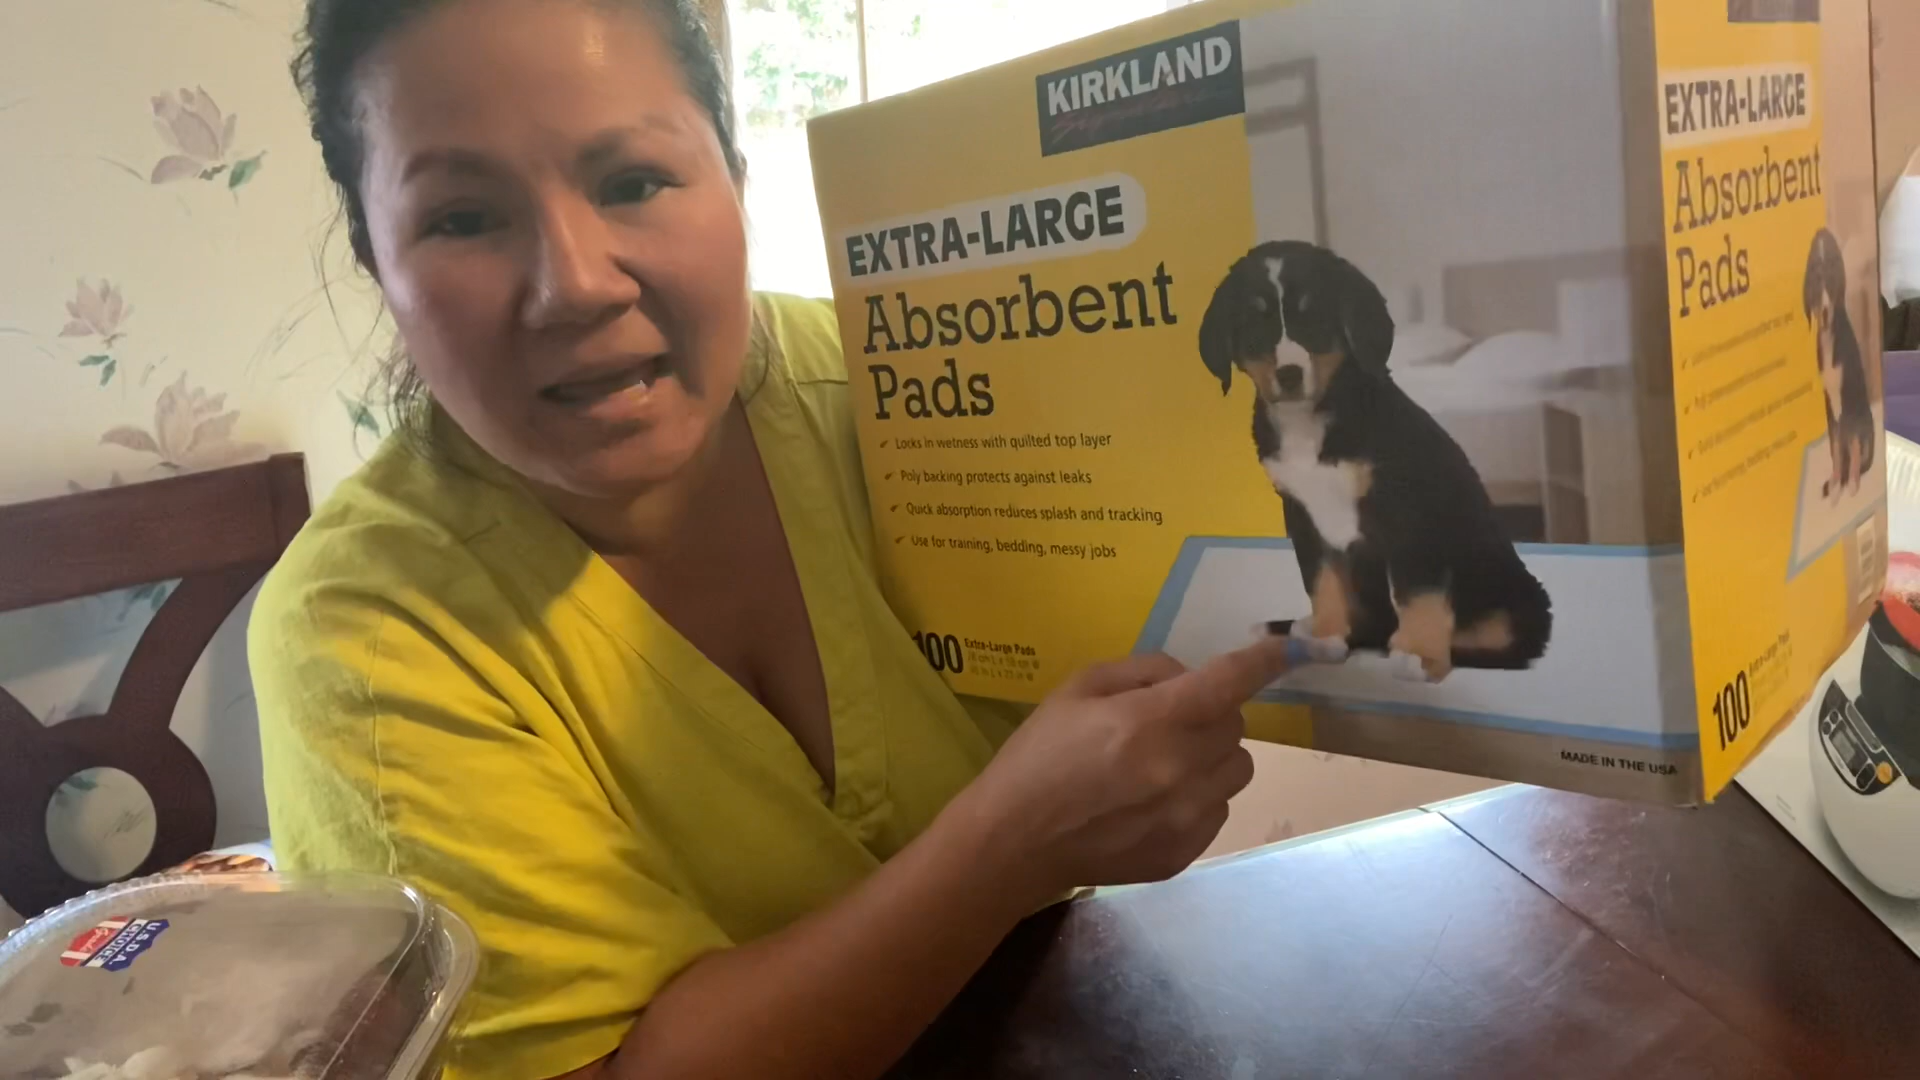 KIRKLAND
Signature
EXTRA-LARGE
Absorbent
Pads
Locks in wetness with quilted top layer
Poly backing protects against leaks
Quick absorption reduces splash and tracking
Use for training, bedding, messy jobs
100 Extra-Large Pads
MADE IN THE USA
EXTRA-LARGE
Absorbent
Pads
100
U.S.D.A.
CHOICE
Grade